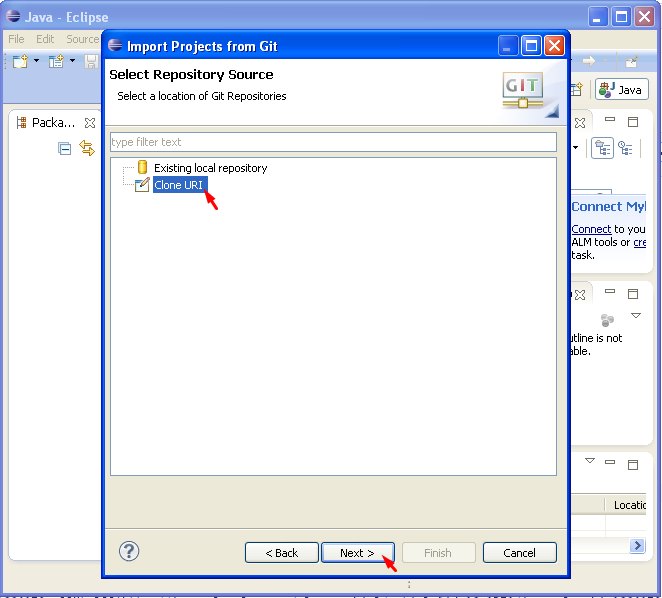 Java - Eclipse
File Edit Source
Java
Packa...
Import Projects from Git
Select Repository Source
Select a location of Git Repositories
GIT
type filter text
Existing local repository
Clone URI
Connect Myl
Connect to you
ALM tools or cre
task.
utline is not
able.
Locatio
?
< Back
Next >
Finish
Cancel